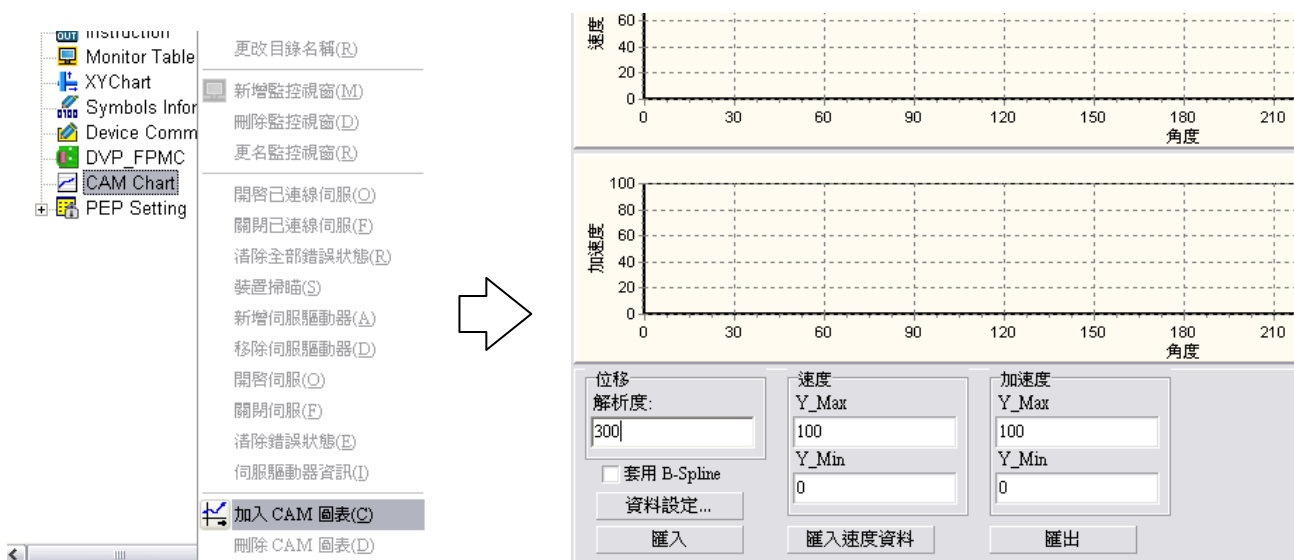 Instruction
Monitor Table
XYChart
Symbols Infor
Device Comm
DVP_FPMC
CAM Chart
PEP Setting
更改目錄名稱(R)
新增監控視窗(M)
刪除監控視窗(D)
更名監控視窗(R)
開啓已連線伺服(O)
關閉已連線伺服(F)
清除全部錯誤狀態(R)
裝置掃瞄(S)
新增伺服驅動器(A)
移除伺服驅動器(D)
開啓伺服(O)
關閉伺服(F)
清除錯誤狀態(E)
伺服驅動器資訊(I)
加入 CAM 圖表(C)
刪除 CAM 圖表(D)
速度
60
40
20
0
0 30 60 90 120 150 180 210
角度
加速度
100
80
60
40
20
0
0 30 60 90 120 150 180 210
角度
位移
解析度:
300
套用 B-Spline
資料設定...
匯入
速度
Y_Max
100
Y_Min
0
匯入速度資料
加速度
Y_Max
100
Y_Min
0
匯出